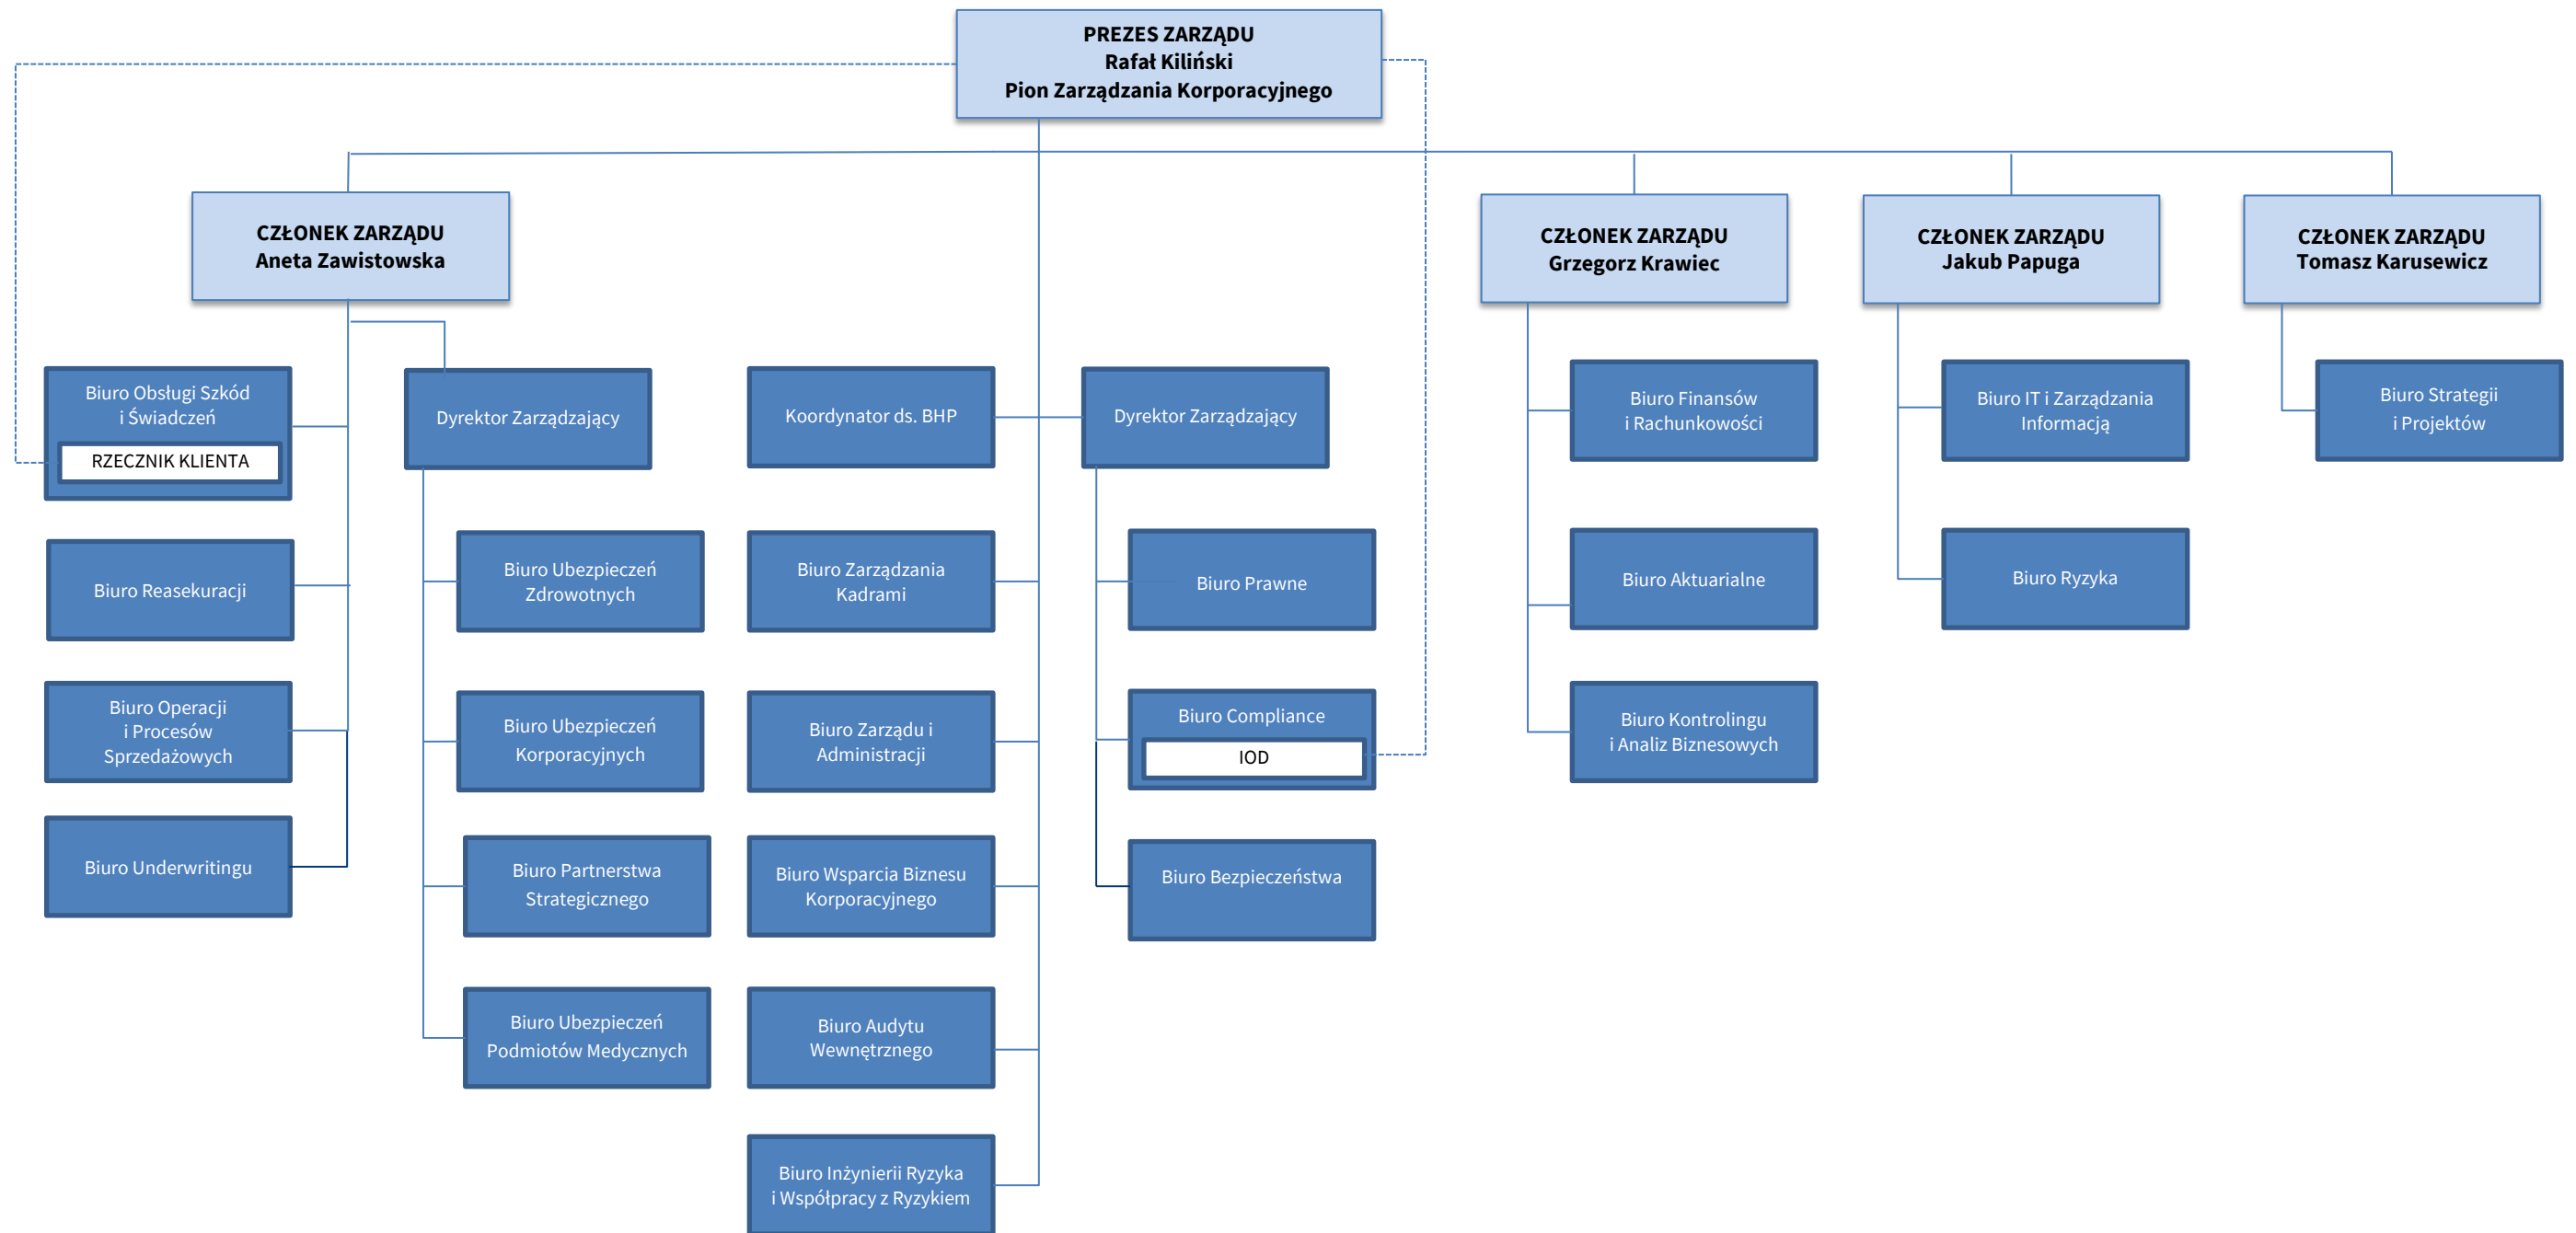 PREZES ZARZĄDU
Rafał Kiliński
Pion Zarządzania Korporacyjnego
CZŁONEK ZARZĄDU
Aneta Zawistowska
CZŁONEK ZARZĄDU
Grzegorz Krawiec
CZŁONEK ZARZĄDU
Jakub Papuga
CZŁONEK ZARZĄDU
Tomasz Karusewicz
Biuro Obsługi Szkód
i Świadczeń
RZECZNIK KLIENTA
Biuro Reasekuracji
Biuro Operacji
i Procesów
Sprzedażowych
Biuro Underwritingu
Dyrektor Zarządzający
Biuro Ubezpieczeń
Zdrowotnych
Biuro Ubezpieczeń
Korporacyjnych
Biuro Partnerstwa
Strategicznego
Biuro Ubezpieczeń
Podmiotów Medycznych
Koordynator ds. BHP
Biuro Zarządzania
Kadrami
Biuro Zarządu i
Administracji
Biuro Wsparcia Biznesu
Korporacyjnego
Biuro Audytu
Wewnętrznego
Biuro Inżynierii Ryzyka
i Współpracy z Ryzykiem
Dyrektor Zarządzający
Biuro Prawne
Biuro Compliance
IOD
Biuro Bezpieczeństwa
Biuro Finansów
i Rachunkowości
Biuro Aktuarialne
Biuro Kontrolingu
i Analiz Biznesowych
Biuro IT i Zarządzania
Informacją
Biuro Ryzyka
Biuro Strategii
i Projektów